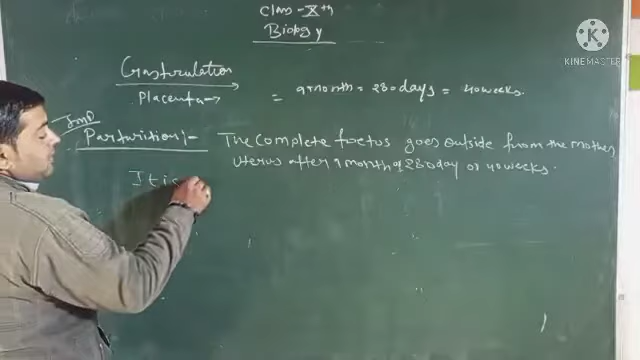 Class - Xth
Biology
KINEMASTER
Gastrulation
Placenta → = 9 month = 280 days = 40 weeks.
Imp
Parturition :- The complete foetus goes outside from the mother
uterus after 9 month of 280 day or 40 weeks.
It is